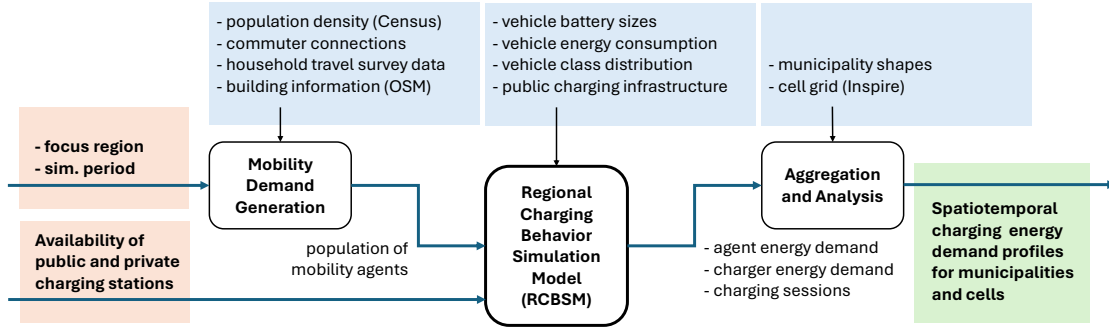 - population density (Census)
- commuter connections
- household travel survey data
- building information (OSM)
- vehicle battery sizes
- vehicle energy consumption
- vehicle class distribution
- public charging infrastructure
- municipality shapes
- cell grid (Inspire)
- focus region
- sim. period
Mobility
Demand
Generation
Regional
Charging
Behavior
Simulation
Model
(RCBSM)
Aggregation
and Analysis
Availability of
public and private
charging stations
population of
mobility agents
- agent energy demand
- charger energy demand
- charging sessions
Spatiotemporal
charging energy
demand profiles
for municipalities
and cells